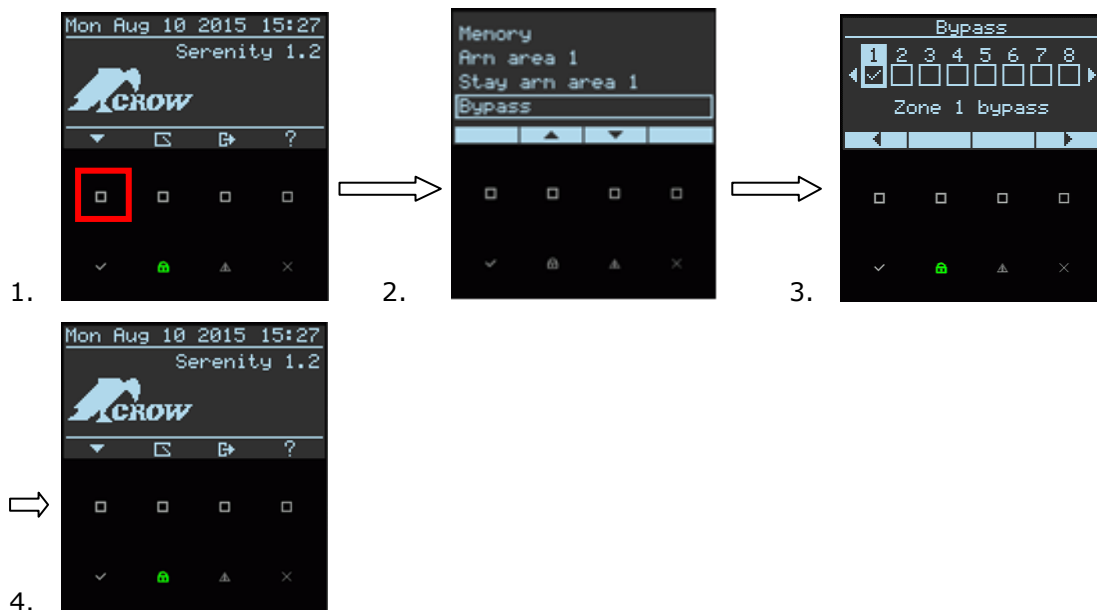 Mon Aug 10 2015 15:27
Serenity 1.2
CROW
?
1.
Memory
Arm area 1
Stay arm area 1
Bypass
2.
Bypass
1 2 3 4 5 6 7 8
Zone 1 bypass
3.
Mon Aug 10 2015 15:27
Serenity 1.2
CROW
?
4.